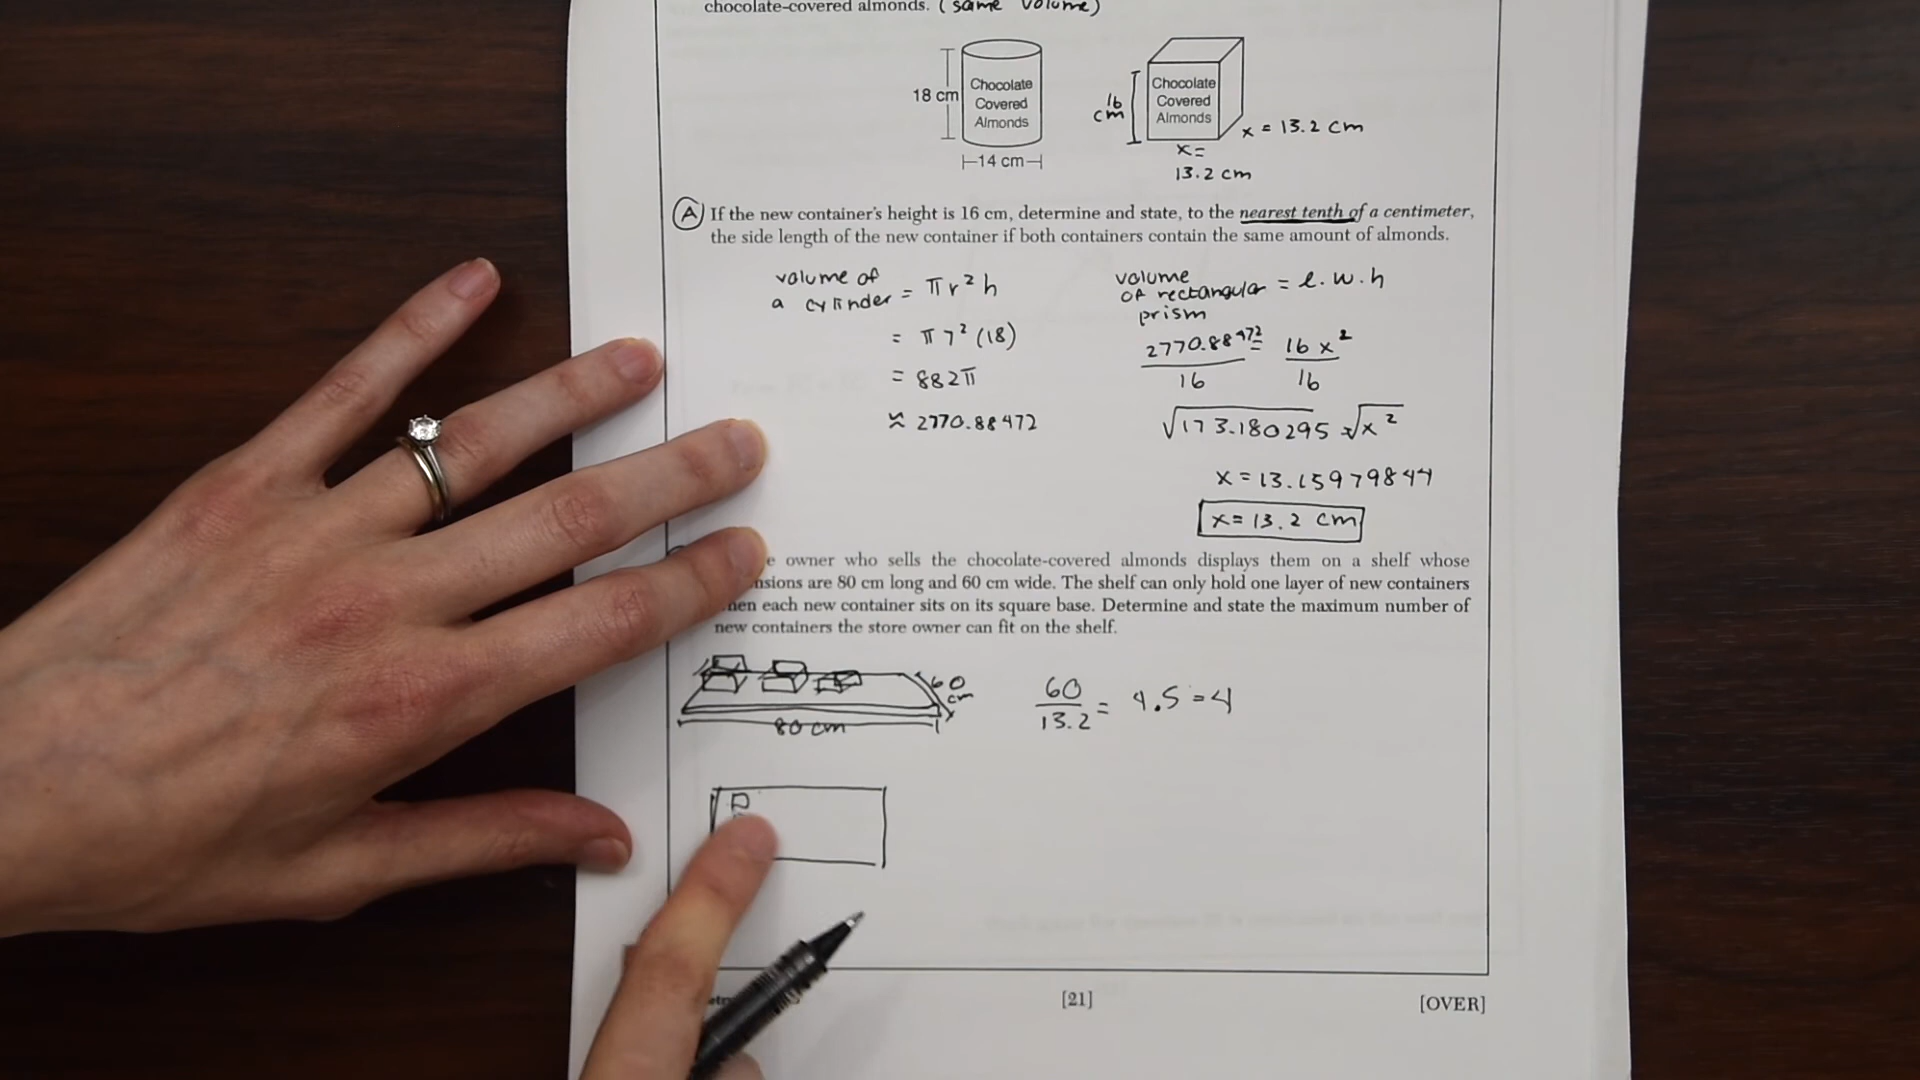 chocolate-covered almonds. (same volume)
18 cm
Chocolate
Covered
Almonds
14 cm
16
cm
Chocolate
Covered
Almonds
x = 13.2 cm
x =
13.2 cm
A If the new container's height is 16 cm, determine and state, to the nearest tenth of a centimeter,
the side length of the new container if both containers contain the same amount of almonds.
volume of
a cylinder = πr²h
= π7²(18)
= 882π
≈ 2770.88472
volume
of rectangular = l.w.h
prism
2770.88472 = 16x²
16 16
√173.180295 = √x²
x = 13.15979844
x = 13.2 cm
owner who sells the chocolate-covered almonds displays them on a shelf whose
are 80 cm long and 60 cm wide. The shelf can only hold one layer of new containers
each new container sits on its square base. Determine and state the maximum number of
new containers the store owner can fit on the shelf.
60
cm
80 cm
60
13.2 = 4.5 = 4
[21]
[OVER]